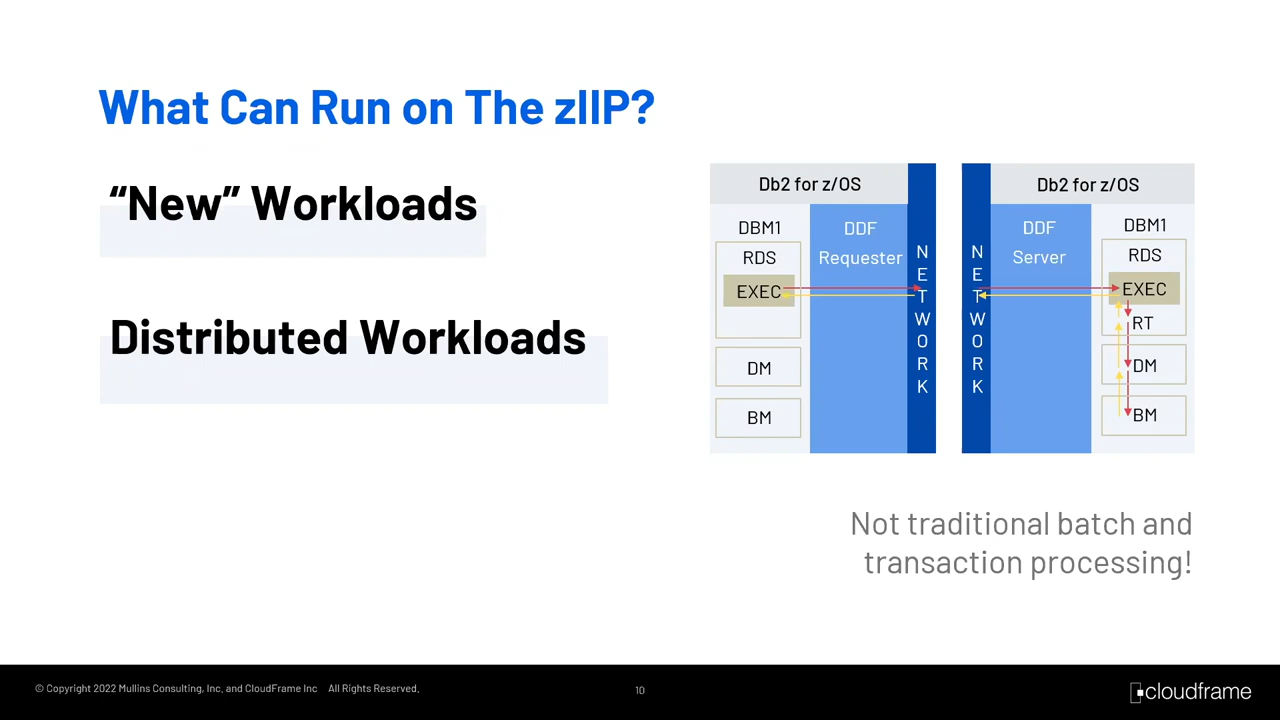 What Can Run on The zIIP?
“New” Workloads
Distributed Workloads
Db2 for z/OS
DBM1
RDS
EXEC
DM
BM
DDF
Requester
N
E
T
W
O
R
K
N
E
T
W
O
R
K
Db2 for z/OS
DDF
Server
DBM1
RDS
EXEC
RT
DM
BM
Not traditional batch and
transaction processing!
© Copyright 2022 Mullins Consulting, Inc. and CloudFrame Inc All Rights Reserved.
10
cloudframe